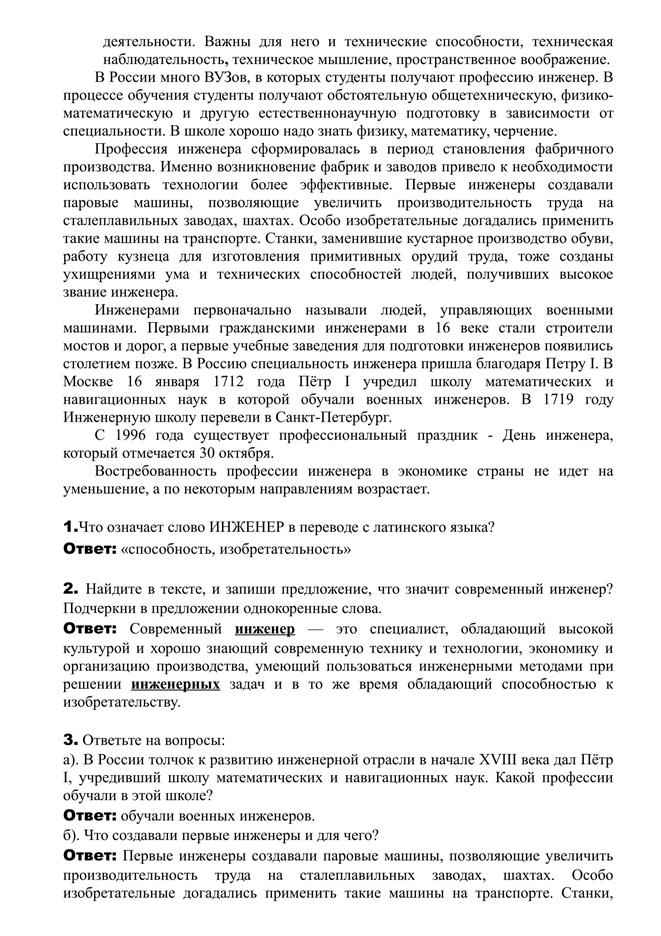 деятельности. Важны для него и технические способности, техническая
наблюдательность, техническое мышление, пространственное воображение.
В России много ВУЗов, в которых студенты получают профессию инженер. В
процессе обучения студенты получают обстоятельную общетехническую, физико-
математическую и другую естественнонаучную подготовку в зависимости от
специальности. В школе хорошо надо знать физику, математику, черчение.
Профессия инженера сформировалась в период становления фабричного
производства. Именно возникновение фабрик и заводов привело к необходимости
использовать технологии более эффективные. Первые инженеры создавали
паровые машины, позволяющие увеличить производительность труда на
сталеплавильных заводах, шахтах. Особо изобретательные догадались применить
такие машины на транспорте. Станки, заменившие кустарное производство обуви,
работу кузнеца для изготовления примитивных орудий труда, тоже созданы
ухищрениями ума и технических способностей людей, получивших высокое
звание инженера.
Инженерами первоначально называли людей, управляющих военными
машинами. Первыми гражданскими инженерами в 16 веке стали строители
мостов и дорог, а первые учебные заведения для подготовки инженеров появились
столетием позже. В Россию специальность инженера пришла благодаря Петру I. В
Москве 16 января 1712 года Пётр I учредил школу математических и
навигационных наук в которой обучали военных инженеров. В 1719 году
Инженерную школу перевели в Санкт-Петербург.
С 1996 года существует профессиональный праздник - День инженера,
который отмечается 30 октября.
Востребованность профессии инженера в экономике страны не идет на
уменьшение, а по некоторым направлениям возрастает.
1.Что означает слово ИНЖЕНЕР в переводе с латинского языка?
Ответ: «способность, изобретательность»
2. Найдите в тексте, и запиши предложение, что значит современный инженер?
Подчеркни в предложении однокоренные слова.
Ответ: Современный инженер — это специалист, обладающий высокой
культурой и хорошо знающий современную технику и технологии, экономику и
организацию производства, умеющий пользоваться инженерными методами при
решении инженерных задач и в то же время обладающий способностью к
изобретательству.
3. Ответьте на вопросы:
а). В России толчок к развитию инженерной отрасли в начале XVIII века дал Пётр
I, учредивший школу математических и навигационных наук. Какой профессии
обучали в этой школе?
Ответ: обучали военных инженеров.
б). Что создавали первые инженеры и для чего?
Ответ: Первые инженеры создавали паровые машины, позволяющие увеличить
производительность труда на сталеплавильных заводах, шахтах. Особо
изобретательные догадались применить такие машины на транспорте. Станки,